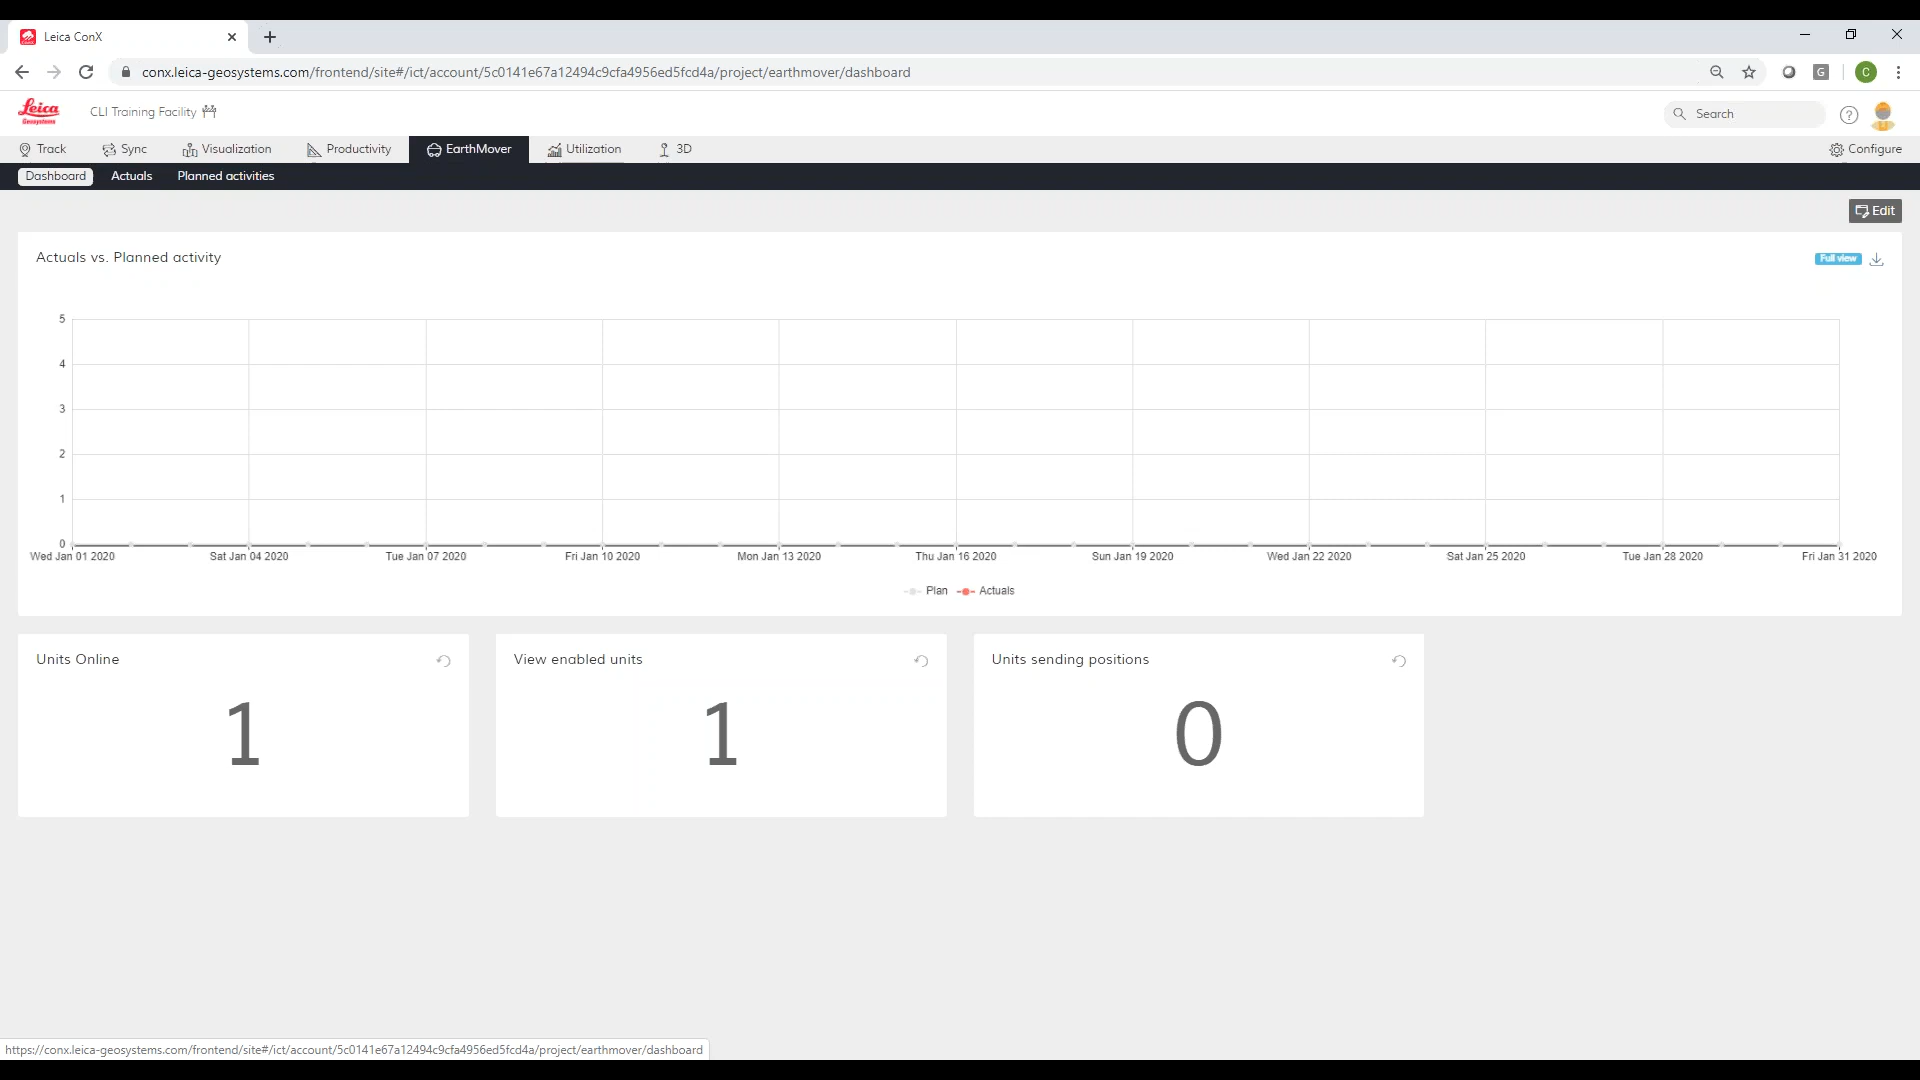 Leica ConX
conx.leica-geosystems.com/frontend/site#/ict/account/5c0141e67a12494c9cfa4956ed5fcd4a/project/earthmover/dashboard
G
C
Leica
Geosystems
CLI Training Facility
Search
?
Track Sync Visualization Productivity EarthMover Utilization 3D Configure
Dashboard Actuals Planned activities
Edit
Actuals vs. Planned activity
Full view
5
4
3
2
1
0
Wed Jan 01 2020 Sat Jan 04 2020 Tue Jan 07 2020 Fri Jan 10 2020 Mon Jan 13 2020 Thu Jan 16 2020 Sun Jan 19 2020 Wed Jan 22 2020 Sat Jan 25 2020 Tue Jan 28 2020 Fri Jan 31 2020
Plan Actuals
Units Online
1
View enabled units
1
Units sending positions
0
https://conx.leica-geosystems.com/frontend/site#/ict/account/5c0141e67a12494c9cfa4956ed5fcd4a/project/earthmover/dashboard